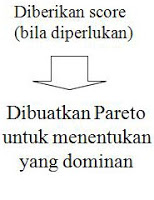 Diberikan score
(bila diperlukan)
Dibuatkan Pareto
untuk menentukan
yang dominan